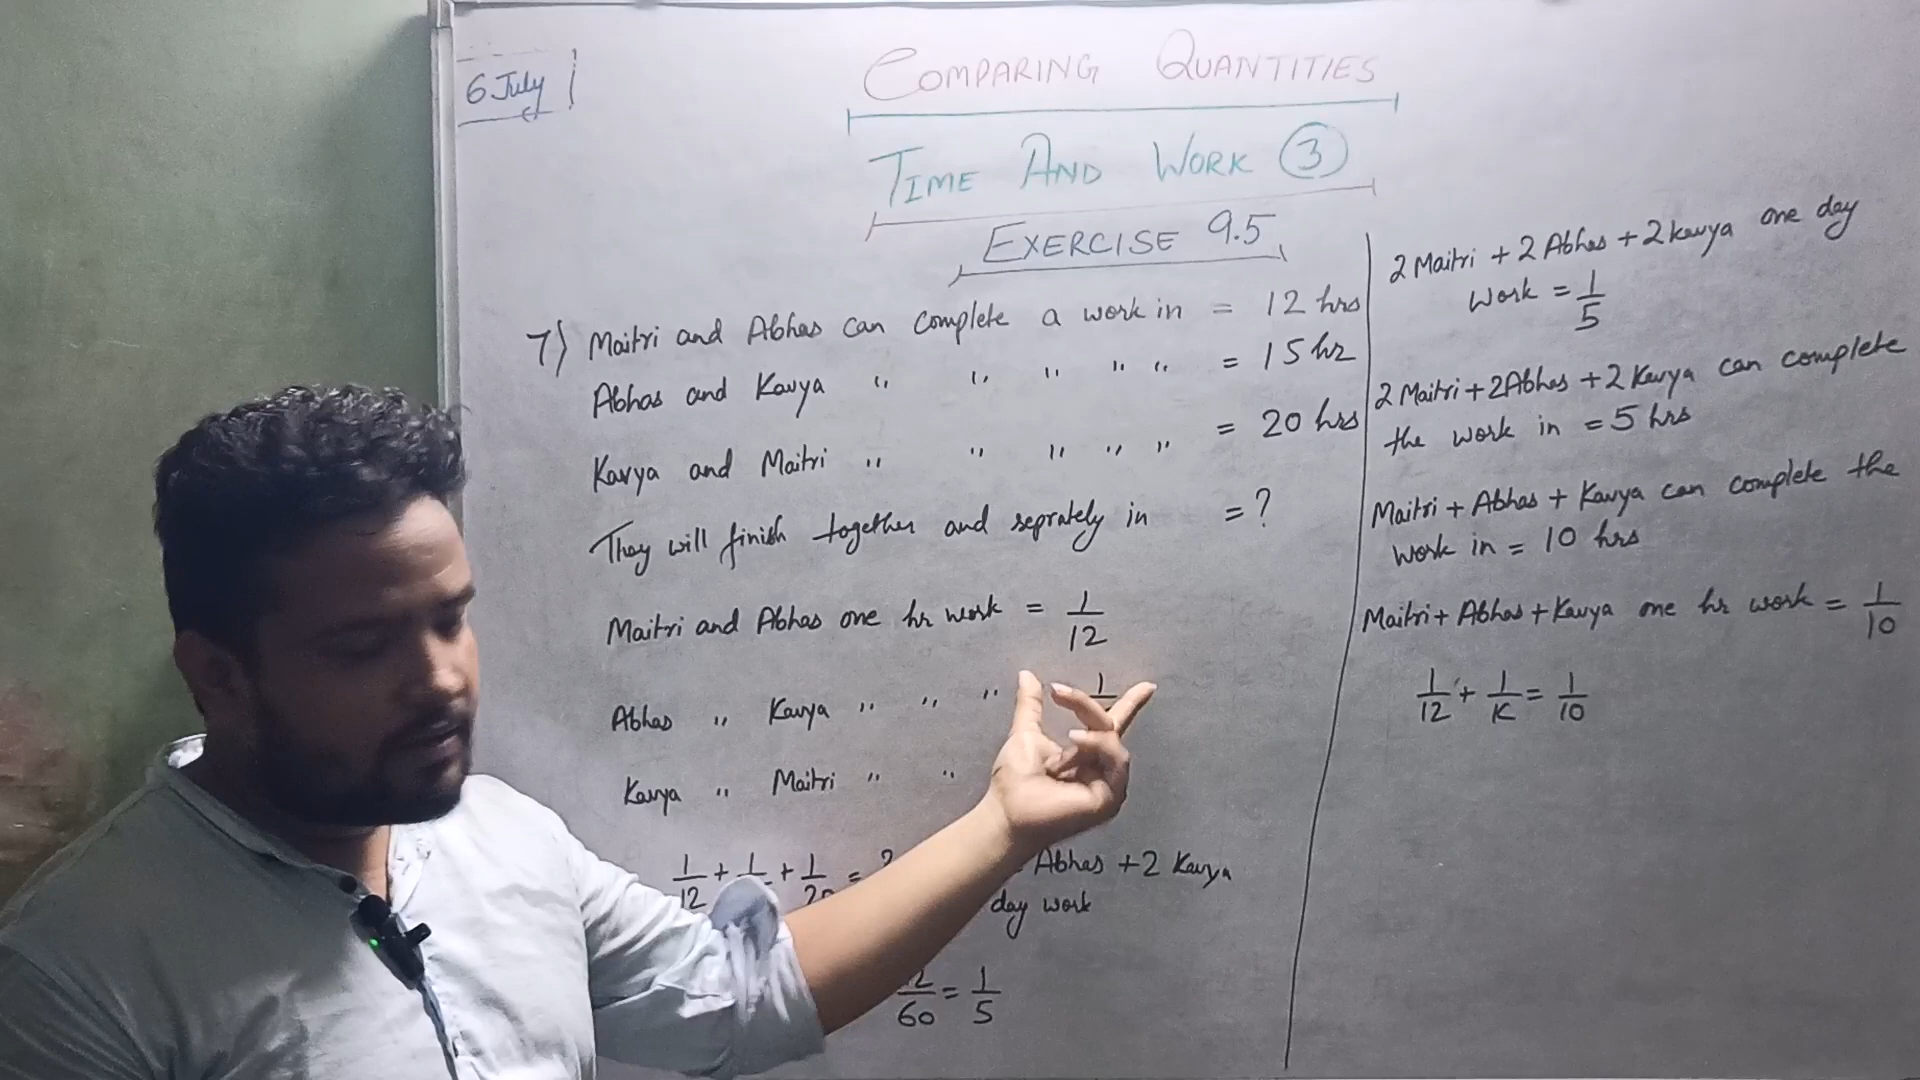 6 July
COMPARING QUANTITIES
TIME AND WORK 3
EXERCISE 9.5
7) Maitri and Abhas can complete a work in = 12 hrs
Abhas and Kavya " " " " " = 15 hr
Kavya and Maitri " " " " " = 20 hrs
They will finish together and seprately in = ?
Maitri and Abhas one hr work = 1/12
Abhas " Kavya " " " 1/
Kavya " Maitri " "
1/12 + 1/ + 1/20 = ? Abhas + 2 Kavya
day work
/60 = 1/5
2 Maitri + 2 Abhas + 2 Kavya one day
work = 1/5
2 Maitri + 2 Abhas + 2 Kavya can complete
the work in = 5 hrs
Maitri + Abhas + Kavya can complete the
work in = 10 hrs
Maitri + Abhas + Kavya one hr work = 1/10
1/12 + 1/K = 1/10